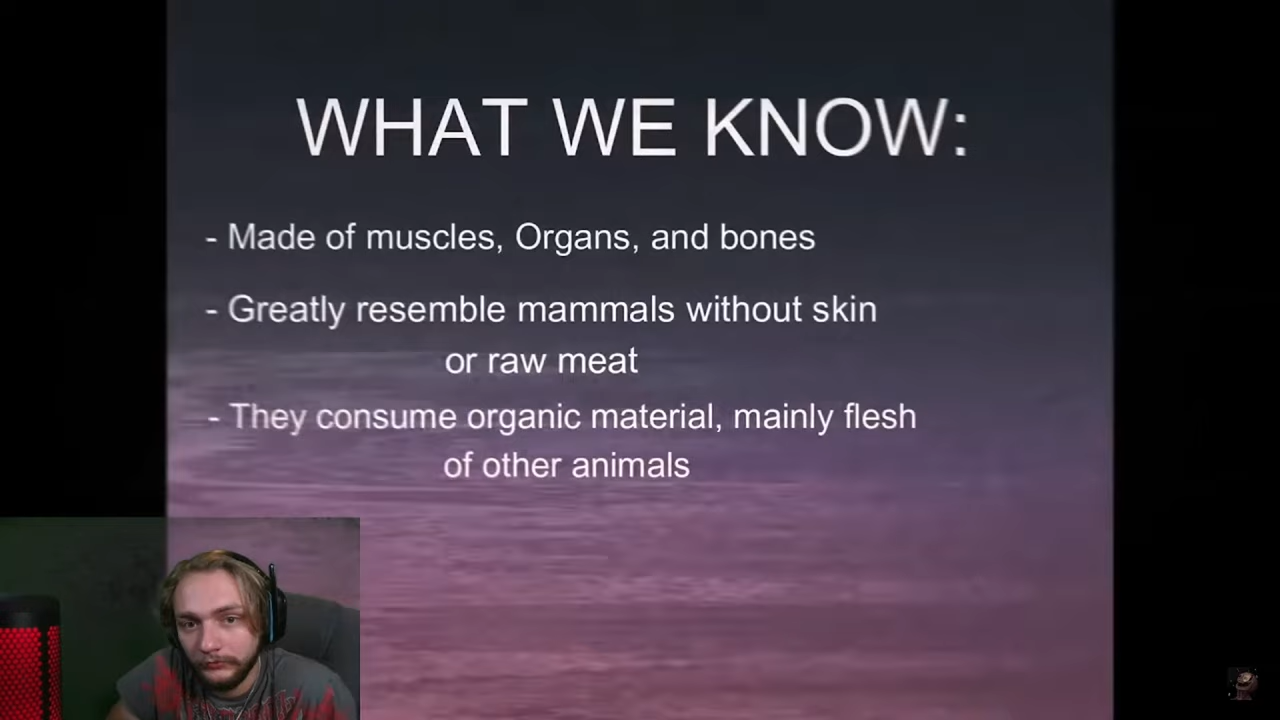 WHAT WE KNOW:
- Made of muscles, Organs, and bones
- Greatly resemble mammals without skin
or raw meat
- They consume organic material, mainly flesh
of other animals